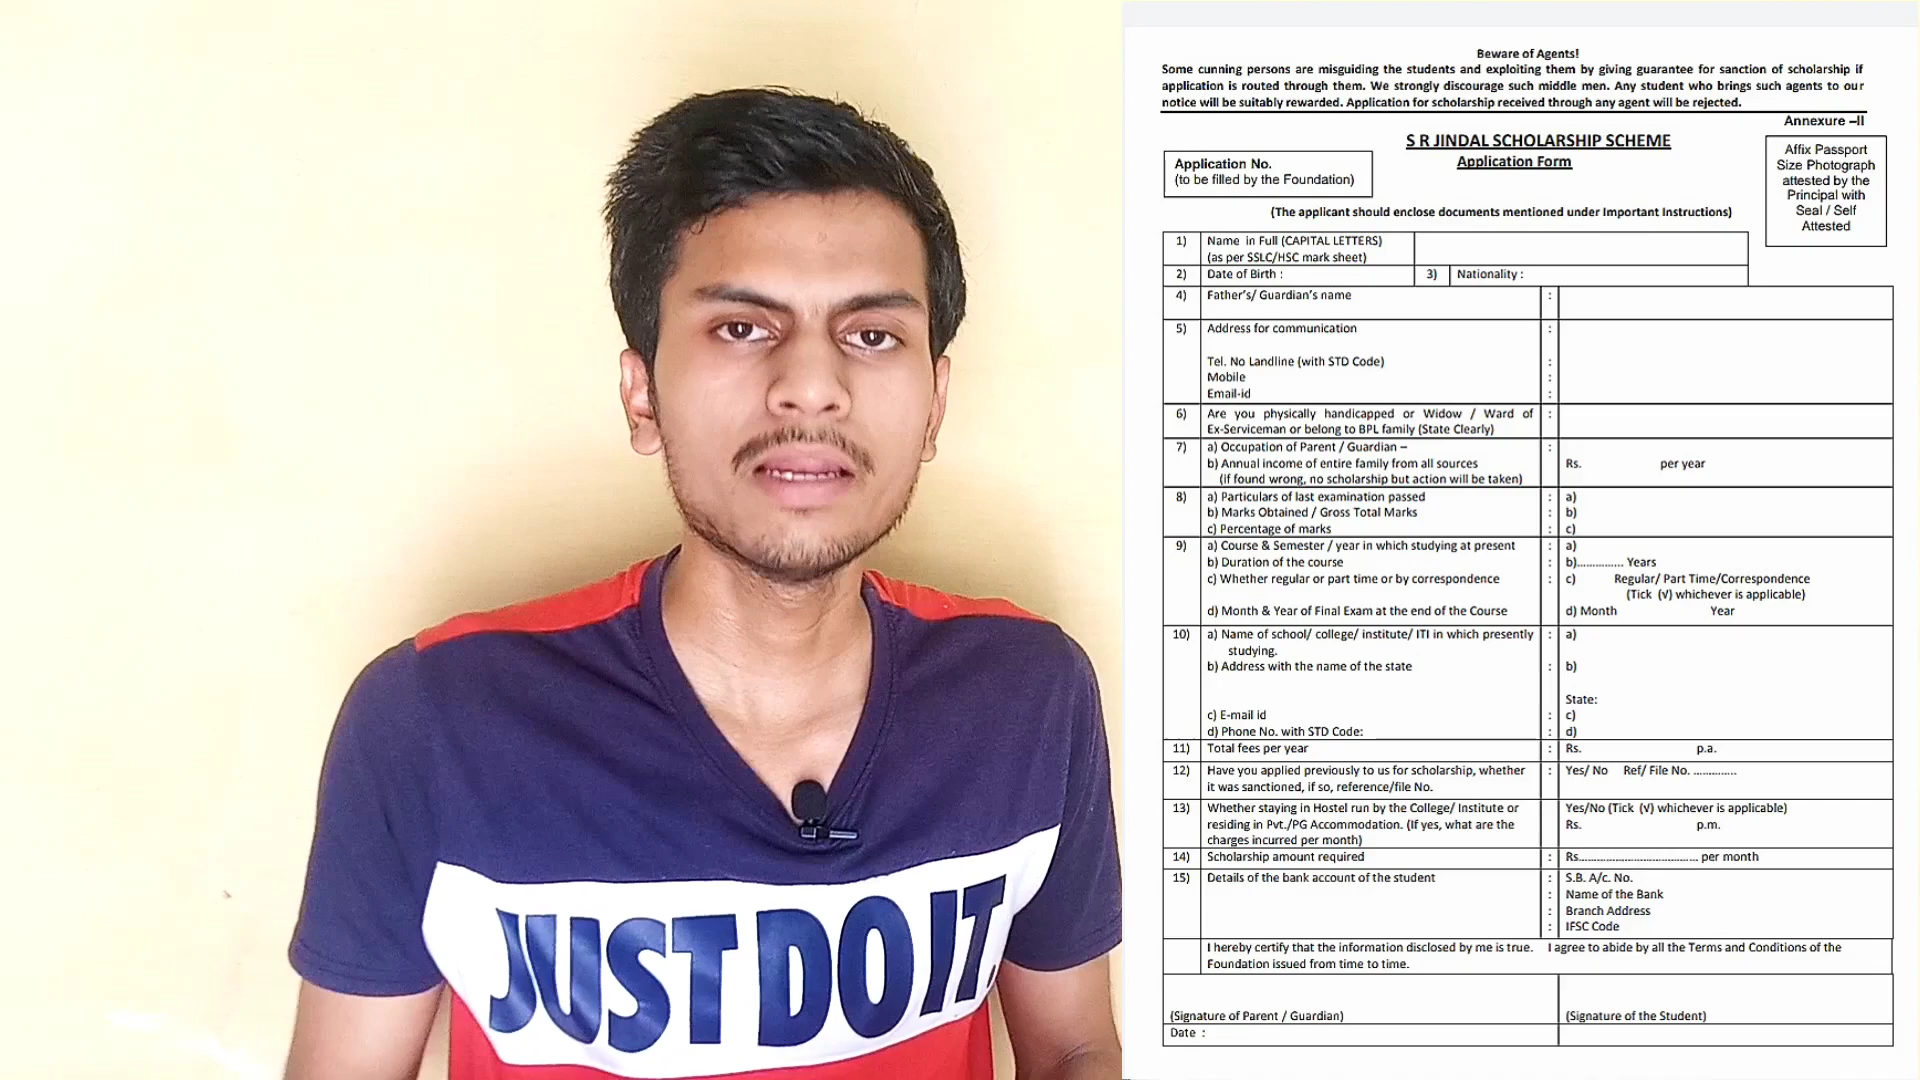 JUST DO IT.
Beware of Agents!
Some cunning persons are misguiding the students and exploiting them by giving guarantee for sanction of scholarship if
application is routed through them. We strongly discourage such middle men. Any student who brings such agents to our
notice will be suitably rewarded. Application for scholarship received through any agent will be rejected.
Annexure –II
S R JINDAL SCHOLARSHIP SCHEME
Application Form
Application No.
(to be filled by the Foundation)
Affix Passport
Size Photograph
attested by the
Principal with
Seal / Self
Attested
(The applicant should enclose documents mentioned under Important Instructions)
1) Name in Full (CAPITAL LETTERS)
(as per SSLC/HSC mark sheet)
2) Date of Birth : 3) Nationality :
4) Father's/ Guardian's name :
5) Address for communication :
Tel. No Landline (with STD Code) :
Mobile :
Email-id :
6) Are you physically handicapped or Widow / Ward of :
Ex-Serviceman or belong to BPL family (State Clearly)
7) a) Occupation of Parent / Guardian – :
b) Annual income of entire family from all sources Rs. per year
(if found wrong, no scholarship but action will be taken)
8) a) Particulars of last examination passed : a)
b) Marks Obtained / Gross Total Marks : b)
c) Percentage of marks : c)
9) a) Course & Semester / year in which studying at present : a)
b) Duration of the course : b).............. Years
c) Whether regular or part time or by correspondence : c) Regular/ Part Time/Correspondence
(Tick (√) whichever is applicable)
d) Month & Year of Final Exam at the end of the Course d) Month Year
10) a) Name of school/ college/ institute/ ITI in which presently : a)
studying.
b) Address with the name of the state : b)
State:
c) E-mail id : c)
d) Phone No. with STD Code: : d)
11) Total fees per year : Rs. p.a.
12) Have you applied previously to us for scholarship, whether : Yes/ No Ref/ File No. .............
it was sanctioned, if so, reference/file No.
13) Whether staying in Hostel run by the College/ Institute or Yes/No (Tick (√) whichever is applicable)
residing in Pvt./PG Accommodation. (If yes, what are the Rs. p.m.
charges incurred per month)
14) Scholarship amount required : Rs....................................... per month
15) Details of the bank account of the student : S.B. A/c. No.
: Name of the Bank
: Branch Address
: IFSC Code
I hereby certify that the information disclosed by me is true. I agree to abide by all the Terms and Conditions of the
Foundation issued from time to time.
(Signature of Parent / Guardian) (Signature of the Student)
Date :